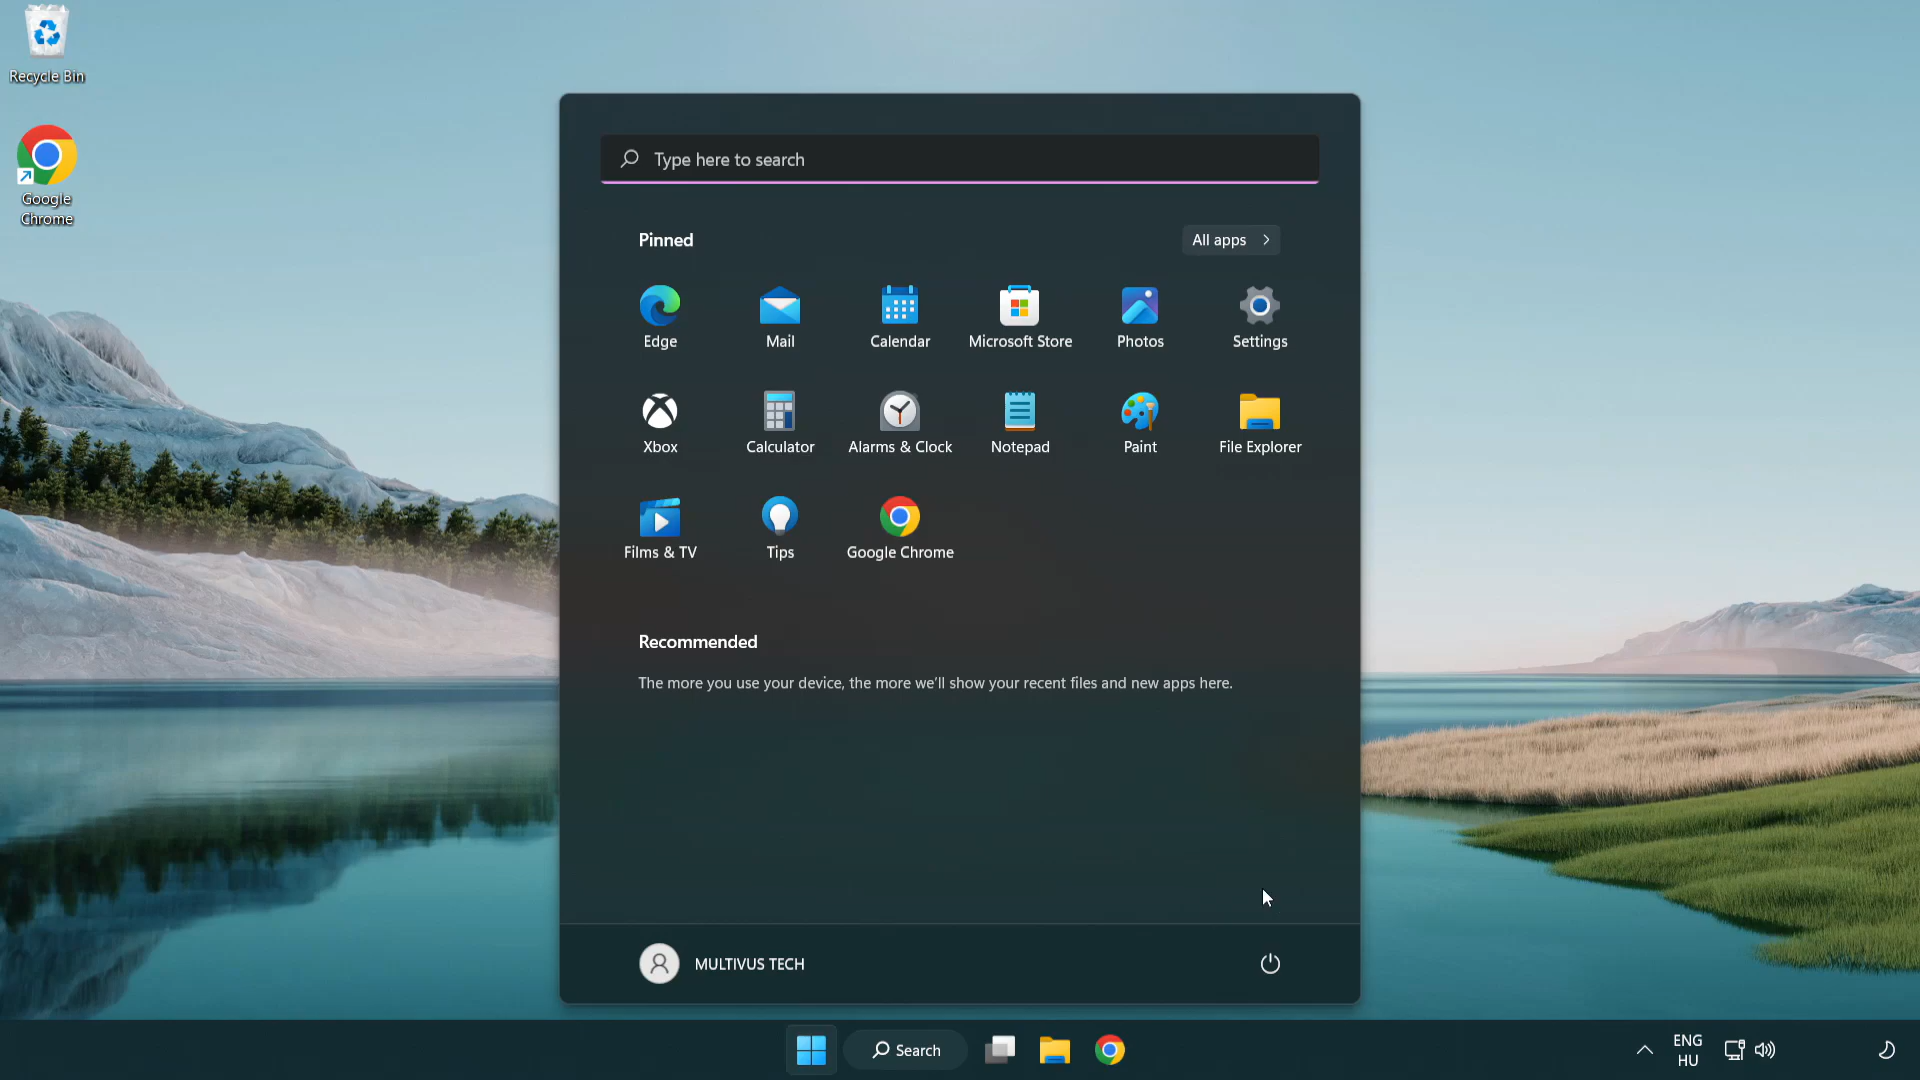 Recycle Bin
Google
Chrome
Type here to search
Pinned
All apps
Edge
Mail
Calendar
Microsoft Store
Photos
Settings
Xbox
Calculator
Alarms & Clock
Notepad
Paint
File Explorer
Films & TV
Tips
Google Chrome
Recommended
The more you use your device, the more we'll show your recent files and new apps here.
MULTIVUS TECH
Search
ENG
HU